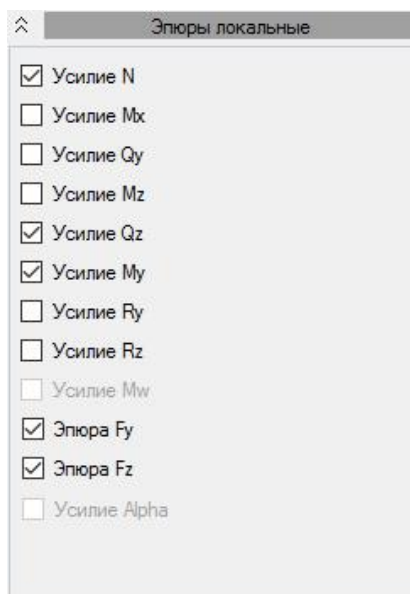 Эпюры локальные
Усилие N
Усилие Mx
Усилие Qy
Усилие Mz
Усилие Qz
Усилие My
Усилие Ry
Усилие Rz
Усилие Mw
Эпюра Fy
Эпюра Fz
Усилие Alpha